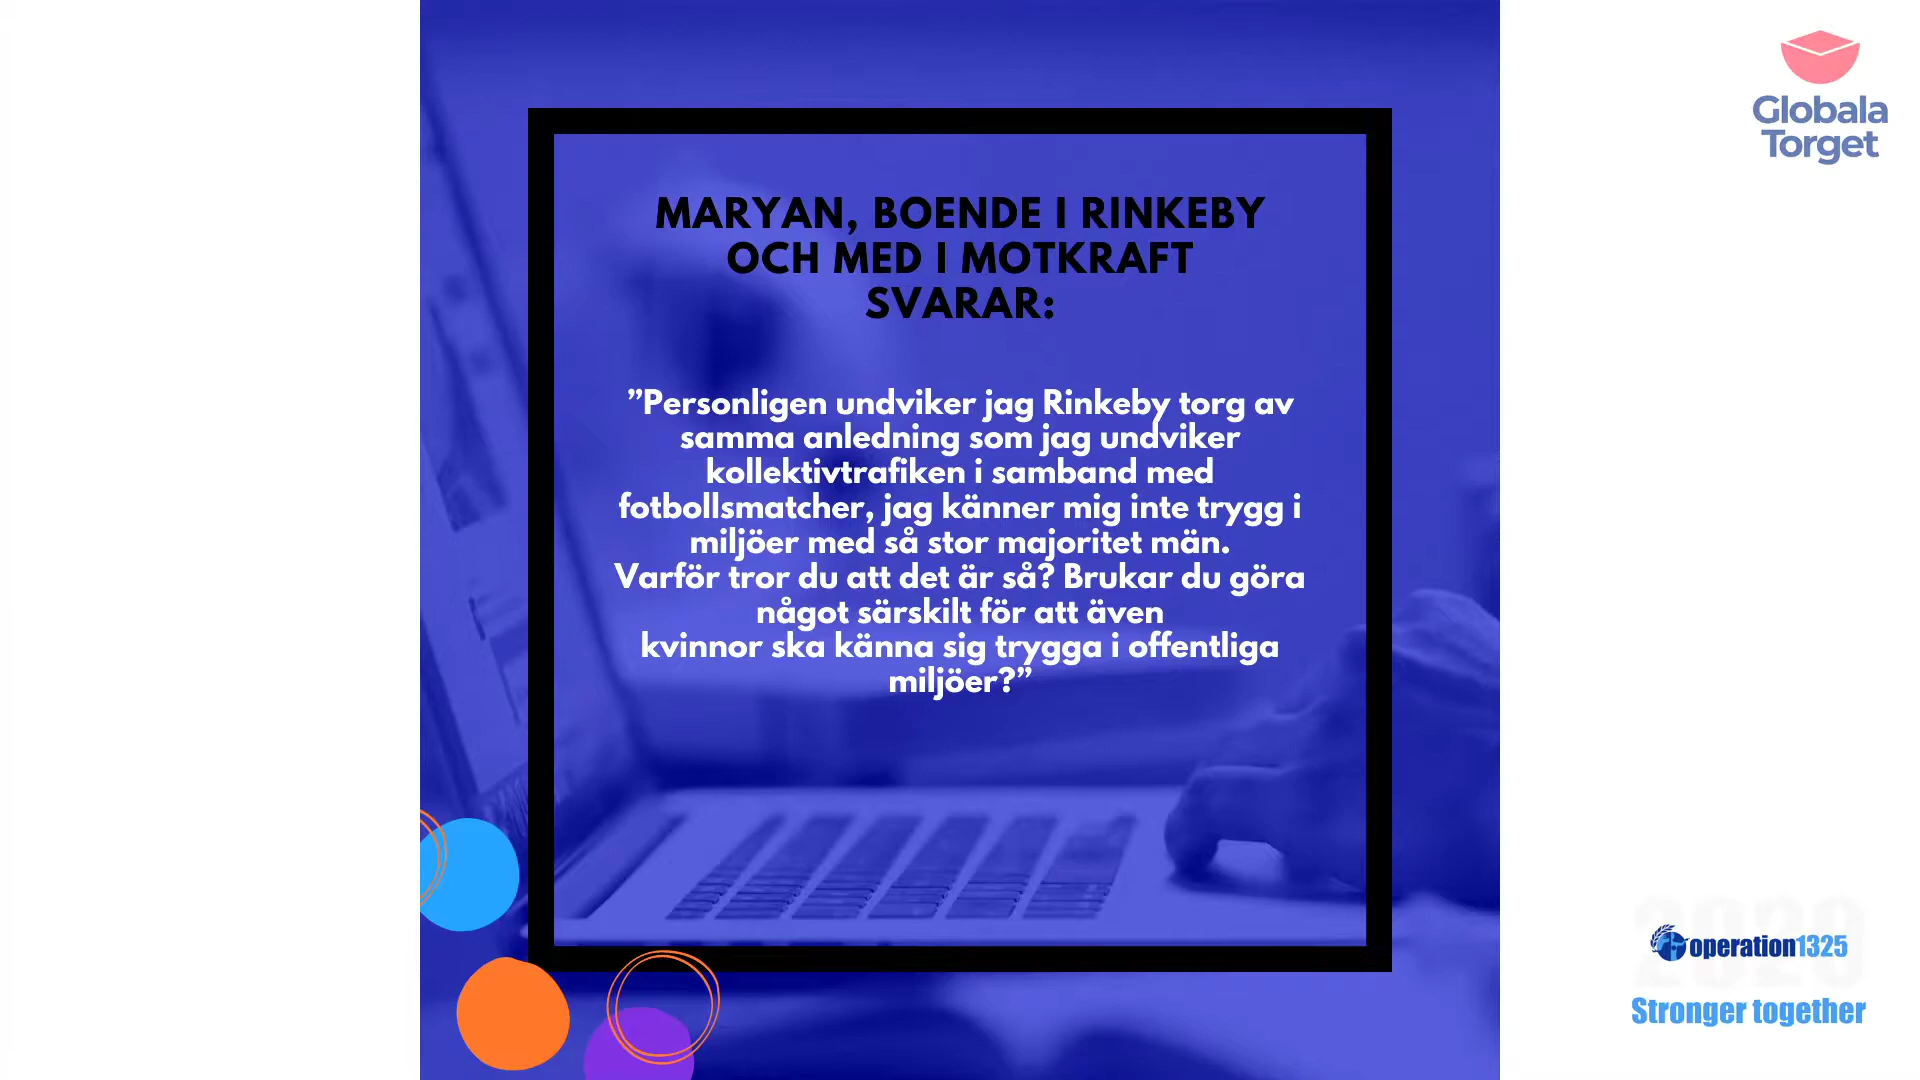 Globala
Torget
MARYAN, BOENDE I RINKEBY
OCH MED I MOTKRAFT
SVARAR:
”Personligen undviker jag Rinkeby torg av
samma anledning som jag undviker
kollektivtrafiken i samband med
fotbollsmatcher, jag känner mig inte trygg i
miljöer med så stor majoritet män.
Varför tror du att det är så? Brukar du göra
något särskilt för att även
kvinnor ska känna sig trygga i offentliga
miljöer?”
operation1325
Stronger together